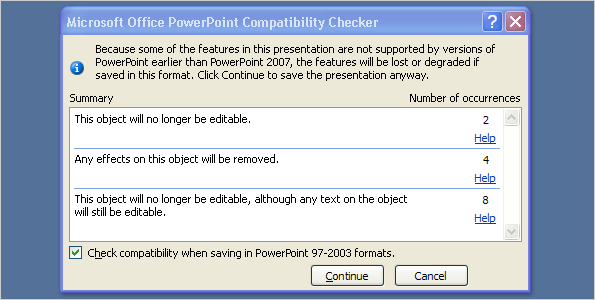 Microsoft Office PowerPoint Compatibility Checker
Because some of the features in this presentation are not supported by versions of
PowerPoint earlier than PowerPoint 2007, the features will be lost or degraded if
saved in this format. Click Continue to save the presentation anyway.
Summary Number of occurrences
This object will no longer be editable. 2
Help
Any effects on this object will be removed. 4
Help
This object will no longer be editable, although any text on the object 8
will still be editable. Help
Check compatibility when saving in PowerPoint 97-2003 formats.
Continue Cancel